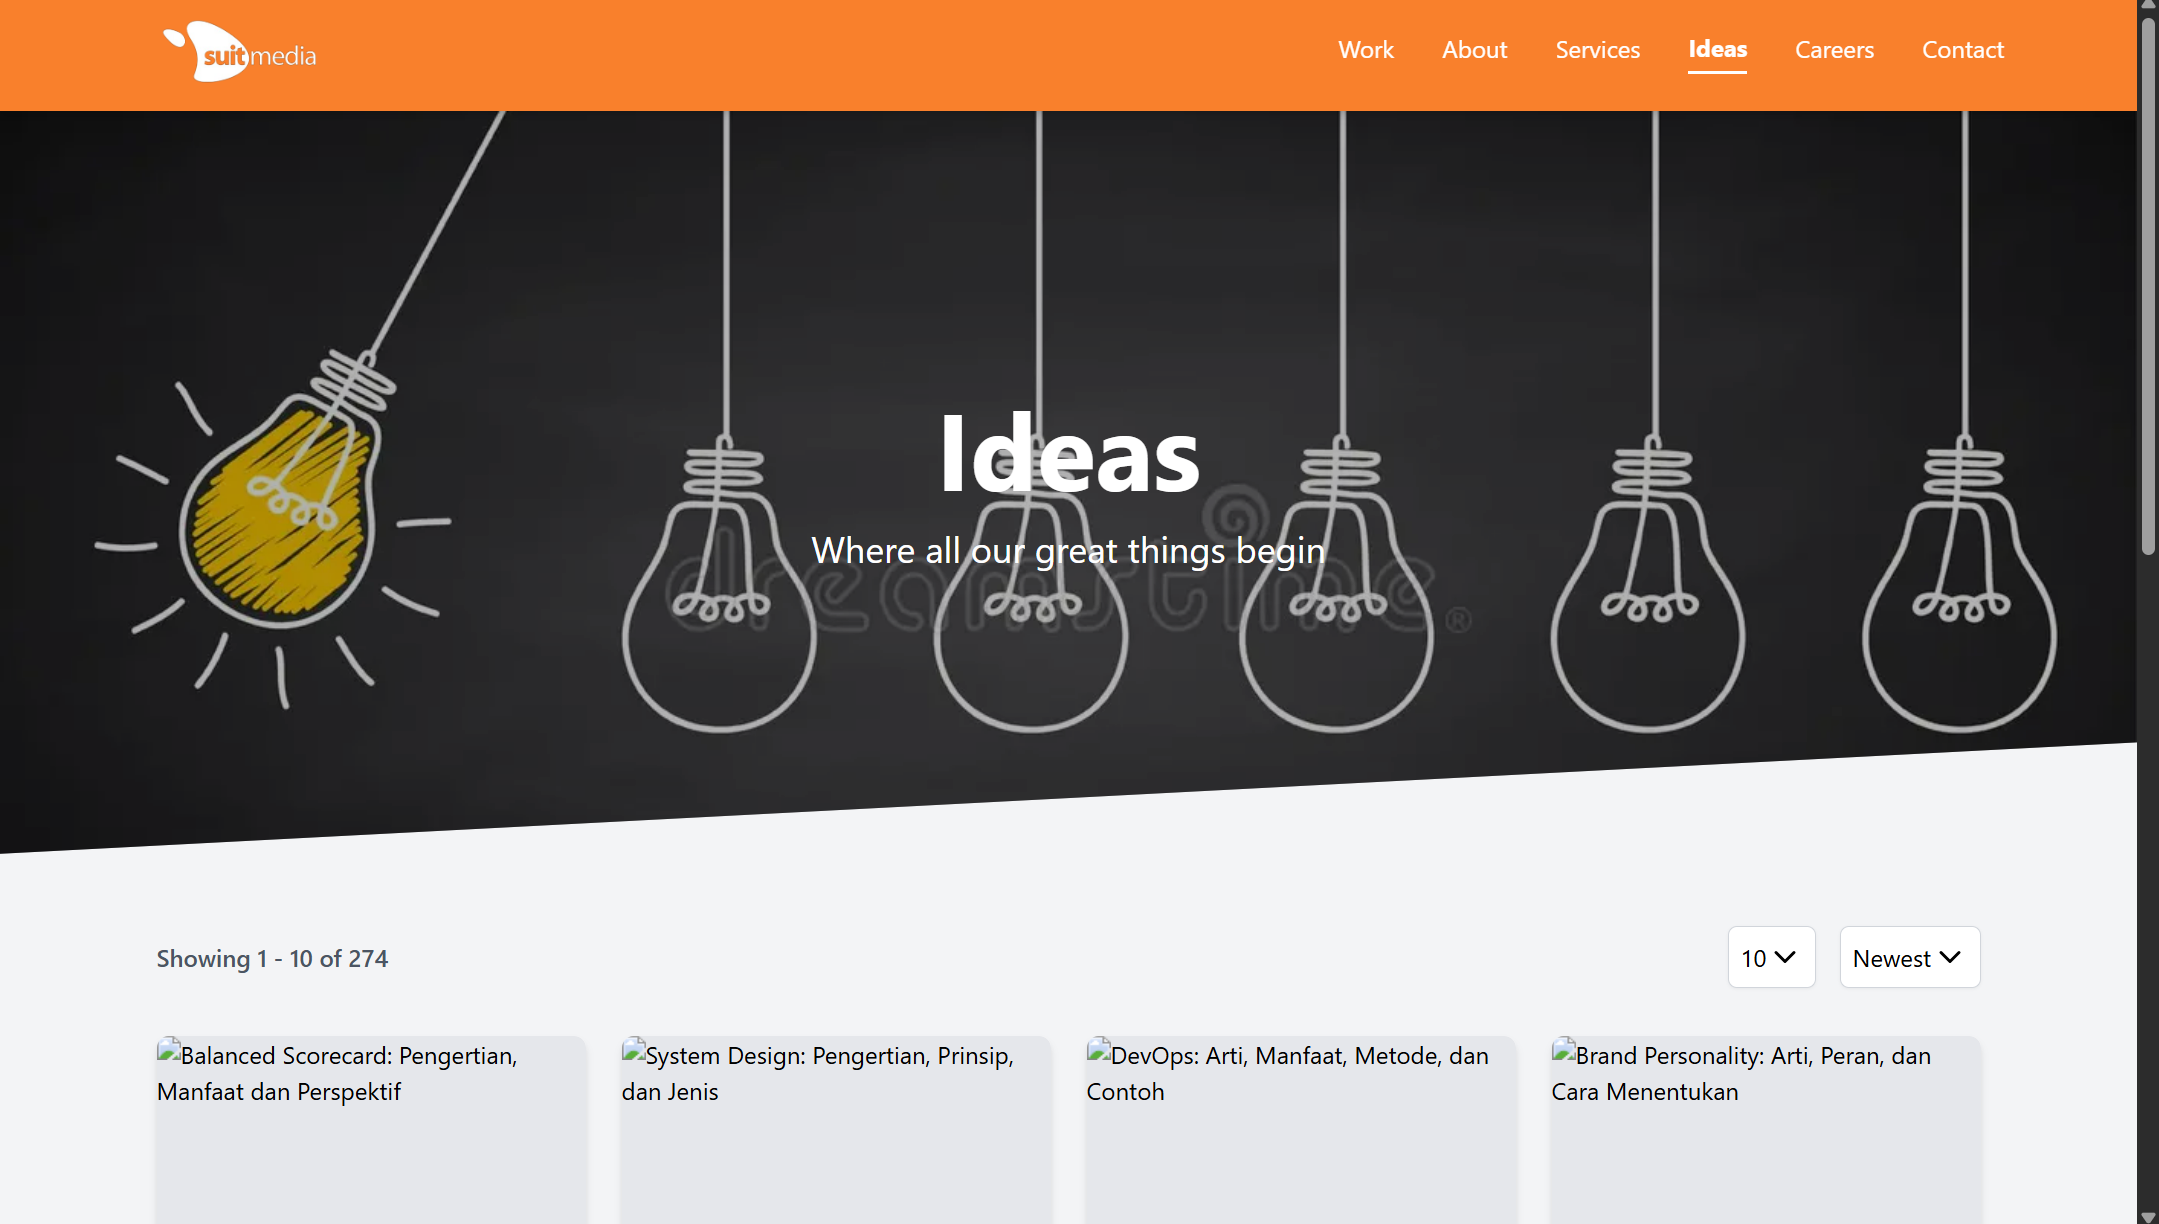 suitmedia
Work About Services Ideas Careers Contact
Ideas
Where all our great things begin
dreamstime®
Showing 1 - 10 of 274
10
Newest
Balanced Scorecard: Pengertian,
Manfaat dan Perspektif
System Design: Pengertian, Prinsip,
dan Jenis
DevOps: Arti, Manfaat, Metode, dan
Contoh
Brand Personality: Arti, Peran, dan
Cara Menentukan